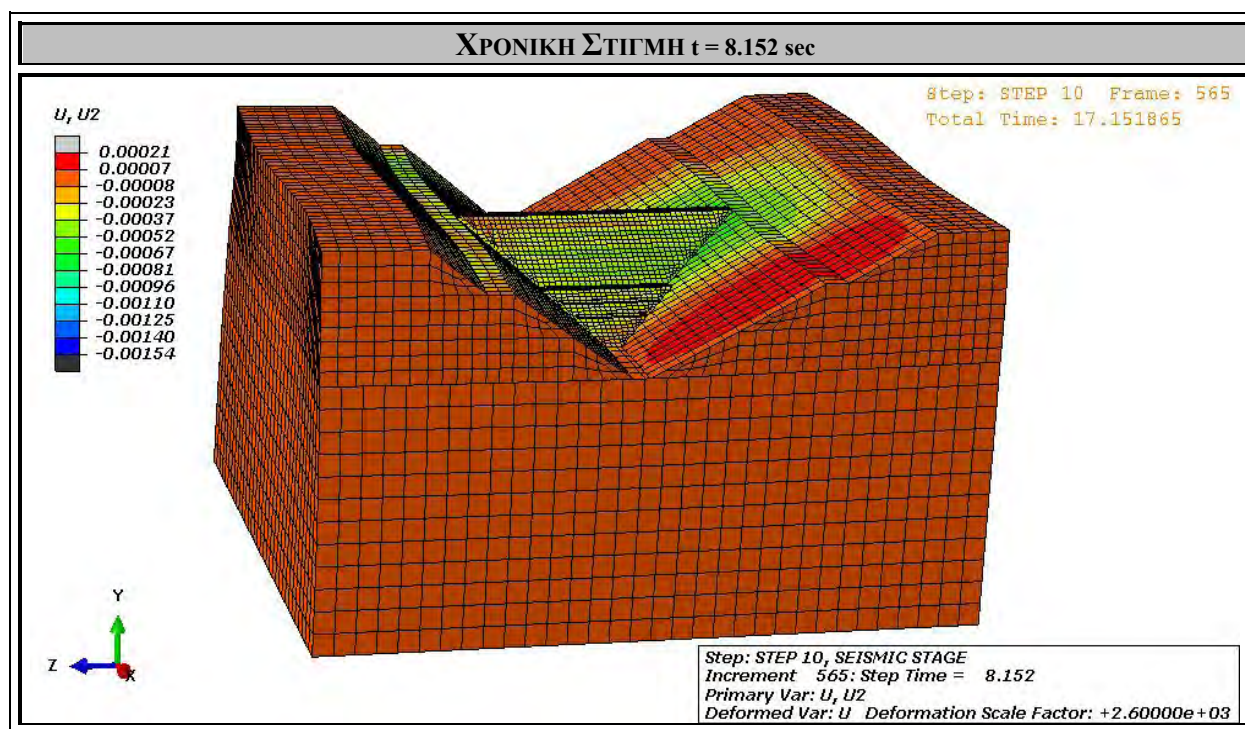 ΧΡΟΝΙΚΗ ΣΤΙΓΜΗ t = 8.152 sec
Step: STEP 10 Frame: 565
Total Time: 17.151865
U, U2
0.00021
0.00007
-0.00008
-0.00023
-0.00037
-0.00052
-0.00067
-0.00081
-0.00096
-0.00110
-0.00125
-0.00140
-0.00154
Y
Z
X
Step: STEP 10, SEISMIC STAGE
Increment 565: Step Time = 8.152
Primary Var: U, U2
Deformed Var: U Deformation Scale Factor: +2.60000e+03